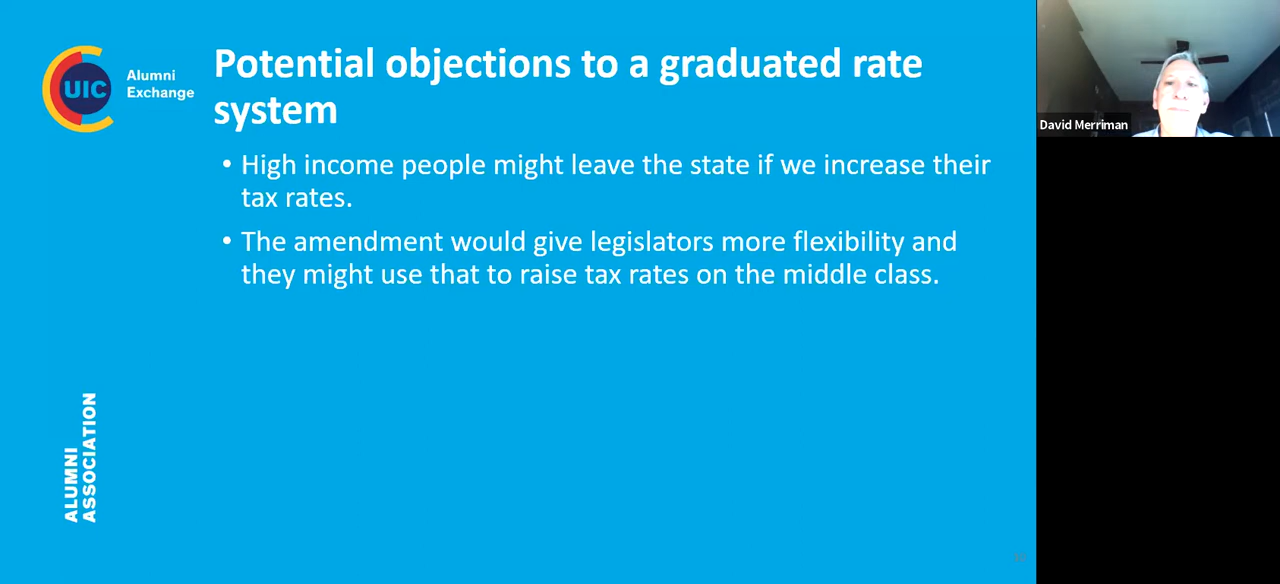 Potential objections to a graduated rate
system
UIC
Alumni
Exchange
• High income people might leave the state if we increase their
tax rates.
• The amendment would give legislators more flexibility and
they might use that to raise tax rates on the middle class.
ALUMNI
ASSOCIATION
David Merriman